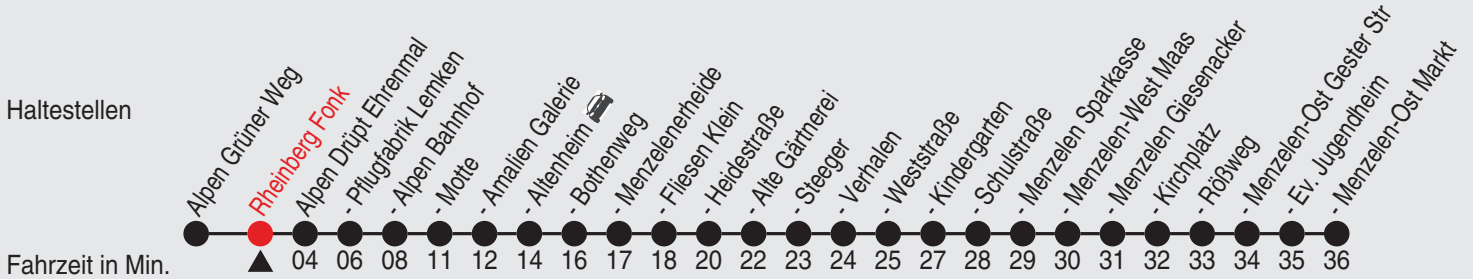 Haltestellen
Alpen Grüner Weg
Rheinberg Fonk
Alpen Drüpt Ehrenmal
- Pflugfabrik Lemken
- Alpen Bahnhof
- Motte
- Amalien Galerie
- Altenheim
- Bothenweg
- Menzelenerheide
- Fliesen Klein
- Heidestraße
- Alte Gärtnerei
- Steeger
- Verhalen
- Weststraße
- Kindergarten
- Schulstraße
- Menzelen Sparkasse
- Menzelen-West Maas
- Menzelen Giesenacker
- Kirchplatz
- Rößweg
- Menzelen-Ost Gester Str
- Ev. Jugendheim
- Menzelen-Ost Markt
Fahrzeit in Min. 04 06 08 11 12 14 16 17 18 20 22 23 24 25 27 28 29 30 31 32 33 34 35 36